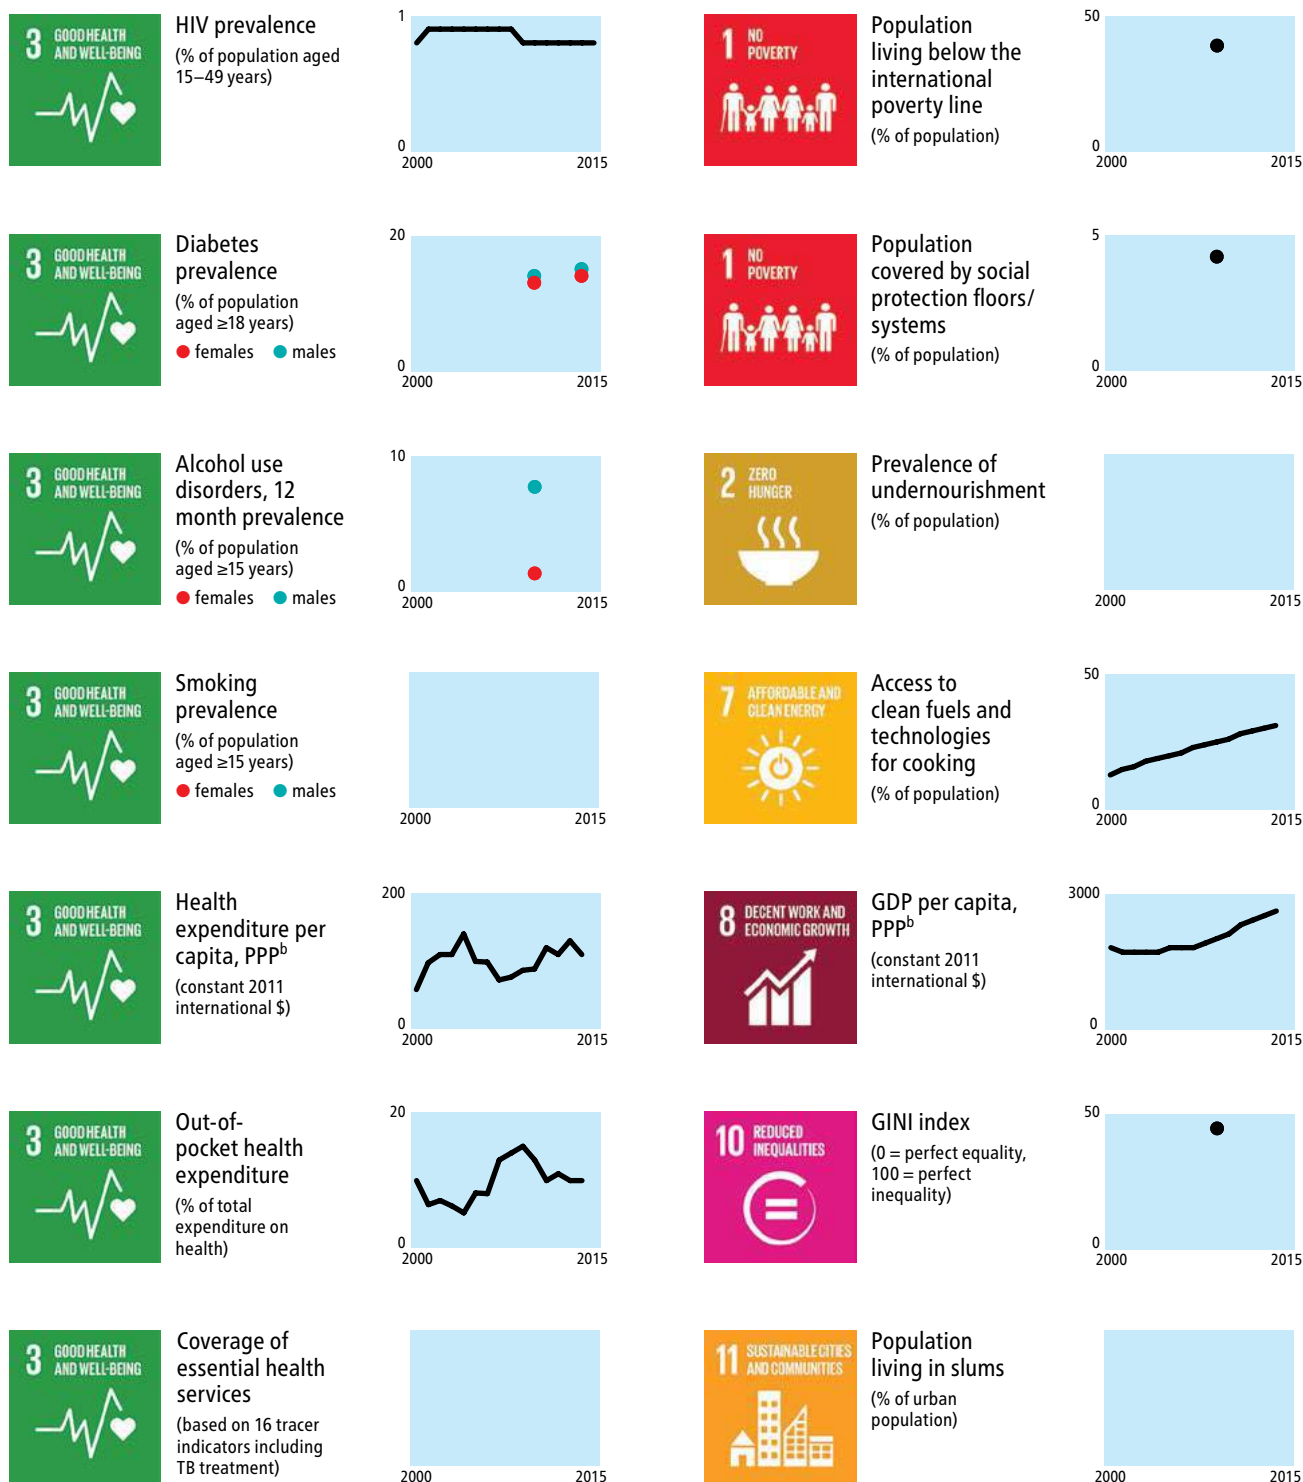 3 GOOD HEALTH
AND WELL-BEING
HIV prevalence
(% of population aged
15–49 years)
1
0
2000 2015
3 GOOD HEALTH
AND WELL-BEING
Diabetes
prevalence
(% of population
aged ≥18 years)
females males
20
0
2000 2015
3 GOOD HEALTH
AND WELL-BEING
Alcohol use
disorders, 12
month prevalence
(% of population
aged ≥15 years)
females males
10
0
2000 2015
3 GOOD HEALTH
AND WELL-BEING
Smoking
prevalence
(% of population
aged ≥15 years)
females males
2000 2015
3 GOOD HEALTH
AND WELL-BEING
Health
expenditure per
capita, PPPb
(constant 2011
international $)
200
0
2000 2015
3 GOOD HEALTH
AND WELL-BEING
Out-of-
pocket health
expenditure
(% of total
expenditure on
health)
20
0
2000 2015
3 GOOD HEALTH
AND WELL-BEING
Coverage of
essential health
services
(based on 16 tracer
indicators including
TB treatment)
2000 2015
1 NO
POVERTY
Population
living below the
international
poverty line
(% of population)
50
0
2000 2015
1 NO
POVERTY
Population
covered by social
protection floors/
systems
(% of population)
5
0
2000 2015
2 ZERO
HUNGER
Prevalence of
undernourishment
(% of population)
2000 2015
7 AFFORDABLE AND
CLEAN ENERGY
Access to
clean fuels and
technologies
for cooking
(% of population)
50
0
2000 2015
8 DECENT WORK AND
ECONOMIC GROWTH
GDP per capita,
PPPb
(constant 2011
international $)
3000
0
2000 2015
10 REDUCED
INEQUALITIES
GINI index
(0 = perfect equality,
100 = perfect
inequality)
50
0
2000 2015
11 SUSTAINABLE CITIES
AND COMMUNITIES
Population
living in slums
(% of urban
population)
2000 2015